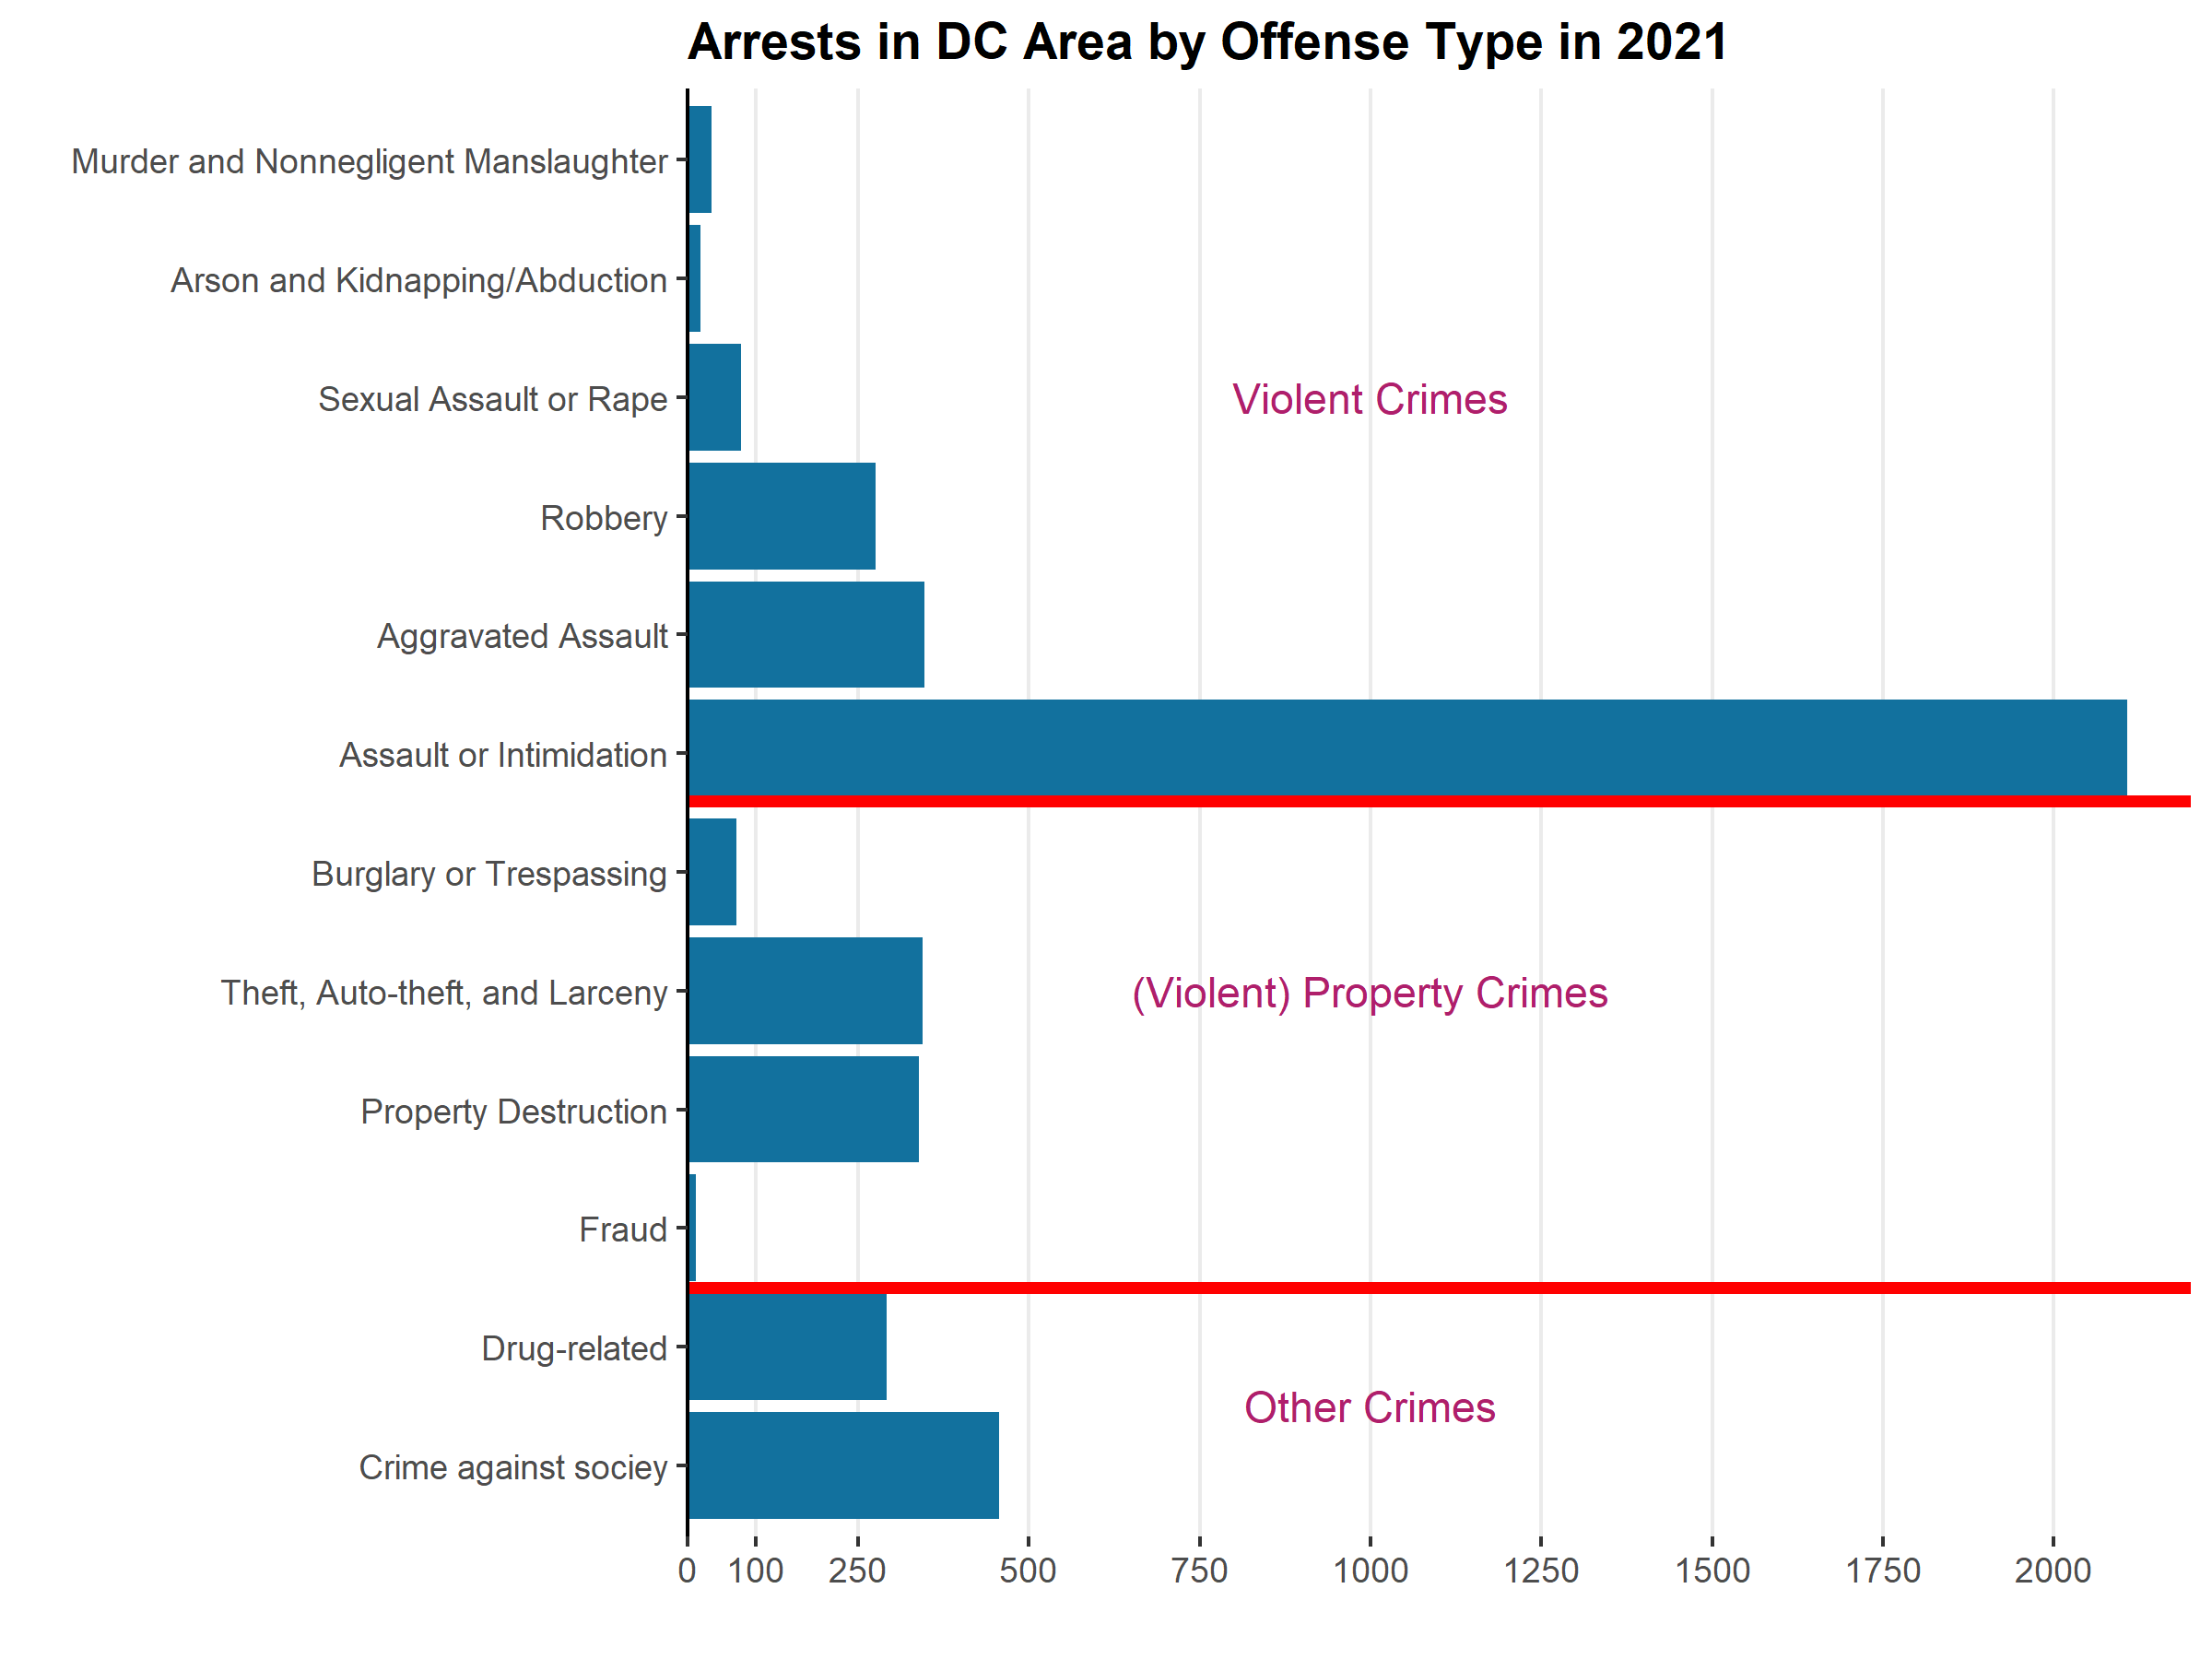 Arrests in DC Area by Offense Type in 2021
Murder and Nonnegligent Manslaughter
Arson and Kidnapping/Abduction
Sexual Assault or Rape
Violent Crimes
Robbery
Aggravated Assault
Assault or Intimidation
Burglary or Trespassing
Theft, Auto-theft, and Larceny
(Violent) Property Crimes
Property Destruction
Fraud
Drug-related
Other Crimes
Crime against sociey
0 100 250 500 750 1000 1250 1500 1750 2000